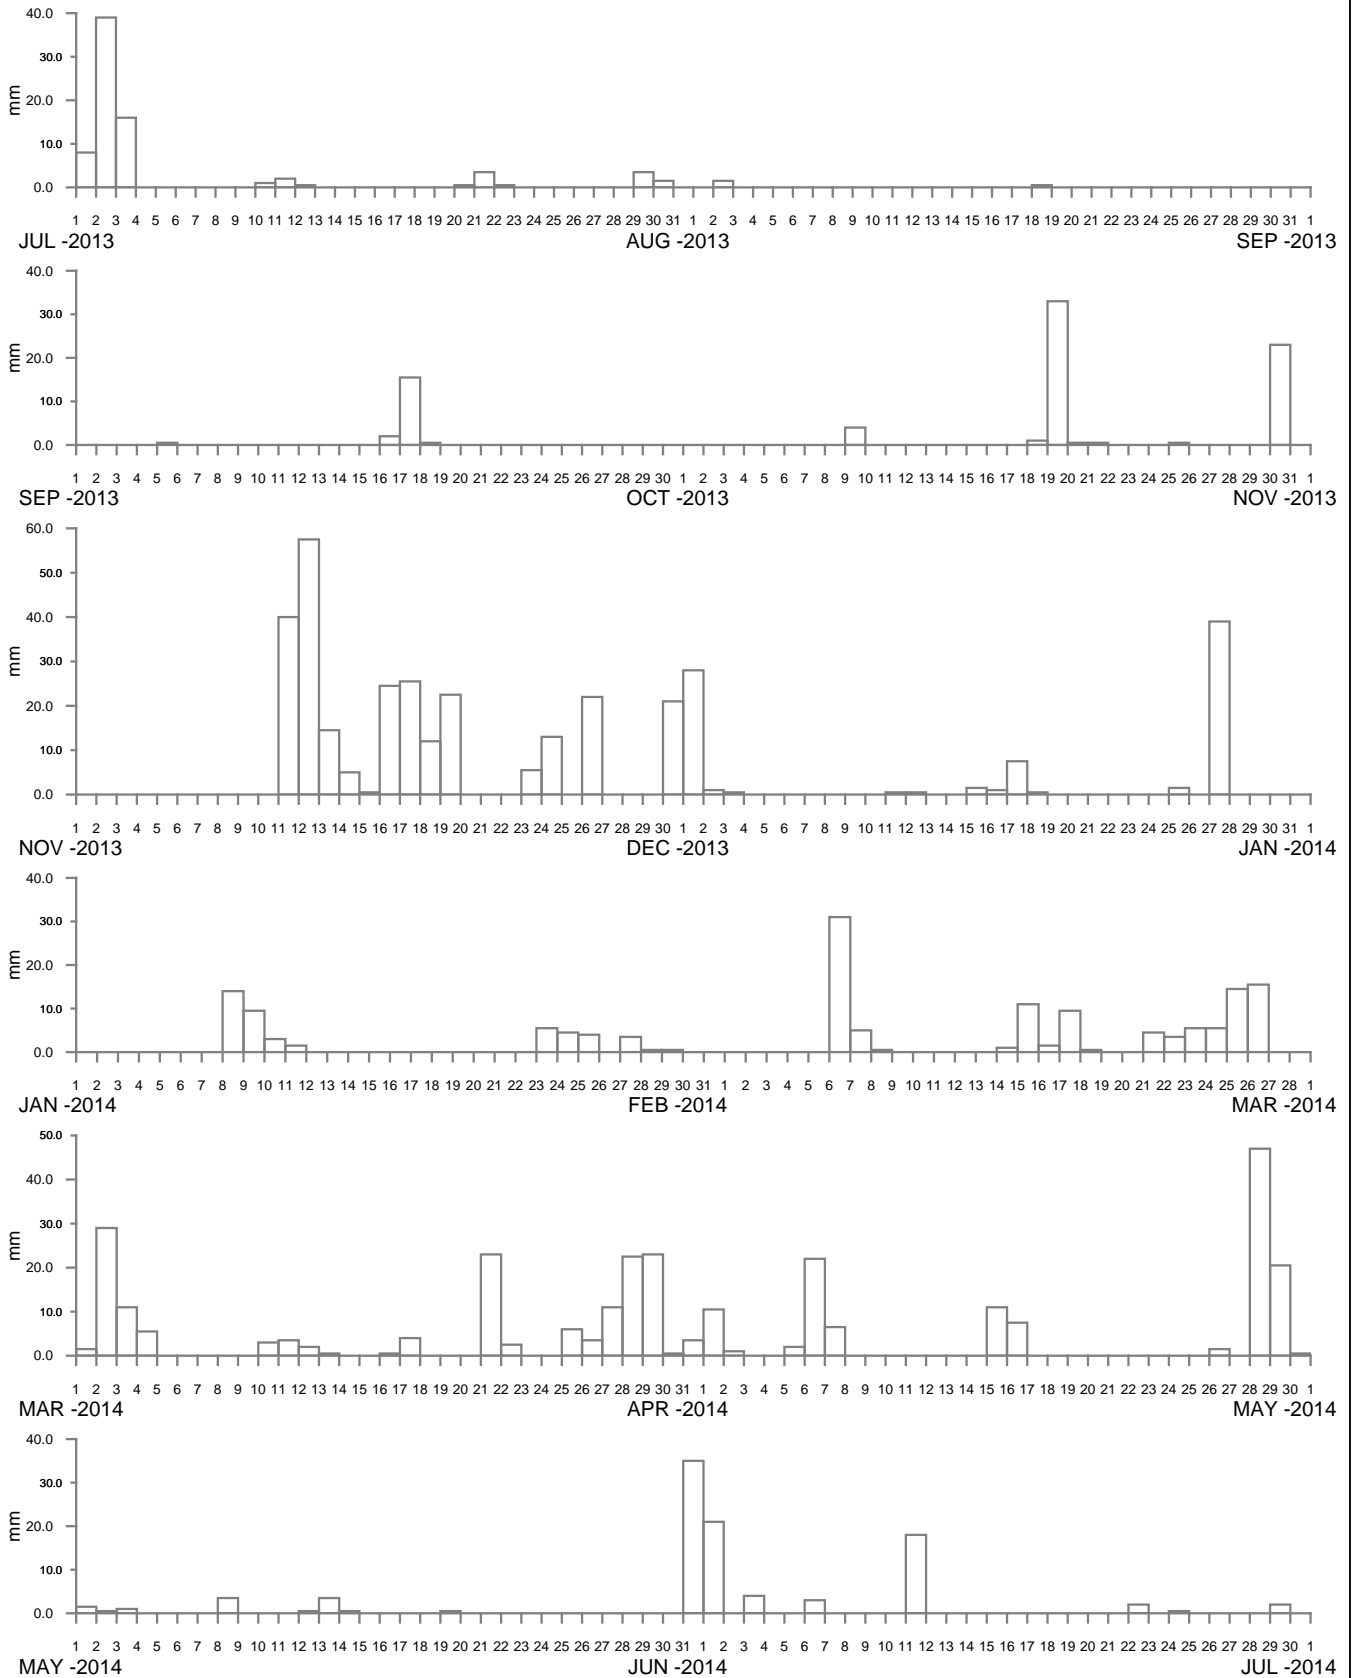 40.0
30.0
20.0
10.0
0.0
mm
1 2 3 4 5 6 7 8 9 10 11 12 13 14 15 16 17 18 19 20 21 22 23 24 25 26 27 28 29 30 31 1 2 3 4 5 6 7 8 9 10 11 12 13 14 15 16 17 18 19 20 21 22 23 24 25 26 27 28 29 30 31 1
JUL -2013 AUG -2013 SEP -2013
40.0
30.0
20.0
10.0
0.0
mm
1 2 3 4 5 6 7 8 9 10 11 12 13 14 15 16 17 18 19 20 21 22 23 24 25 26 27 28 29 30 1 2 3 4 5 6 7 8 9 10 11 12 13 14 15 16 17 18 19 20 21 22 23 24 25 26 27 28 29 30 31 1
SEP -2013 OCT -2013 NOV -2013
60.0
50.0
40.0
30.0
20.0
10.0
0.0
mm
1 2 3 4 5 6 7 8 9 10 11 12 13 14 15 16 17 18 19 20 21 22 23 24 25 26 27 28 29 30 1 2 3 4 5 6 7 8 9 10 11 12 13 14 15 16 17 18 19 20 21 22 23 24 25 26 27 28 29 30 31 1
NOV -2013 DEC -2013 JAN -2014
40.0
30.0
20.0
10.0
0.0
mm
1 2 3 4 5 6 7 8 9 10 11 12 13 14 15 16 17 18 19 20 21 22 23 24 25 26 27 28 29 30 31 1 2 3 4 5 6 7 8 9 10 11 12 13 14 15 16 17 18 19 20 21 22 23 24 25 26 27 28 1
JAN -2014 FEB -2014 MAR -2014
50.0
40.0
30.0
20.0
10.0
0.0
mm
1 2 3 4 5 6 7 8 9 10 11 12 13 14 15 16 17 18 19 20 21 22 23 24 25 26 27 28 29 30 31 1 2 3 4 5 6 7 8 9 10 11 12 13 14 15 16 17 18 19 20 21 22 23 24 25 26 27 28 29 30 1
MAR -2014 APR -2014 MAY -2014
40.0
30.0
20.0
10.0
0.0
mm
1 2 3 4 5 6 7 8 9 10 11 12 13 14 15 16 17 18 19 20 21 22 23 24 25 26 27 28 29 30 31 1 2 3 4 5 6 7 8 9 10 11 12 13 14 15 16 17 18 19 20 21 22 23 24 25 26 27 28 29 30 1
MAY -2014 JUN -2014 JUL -2014